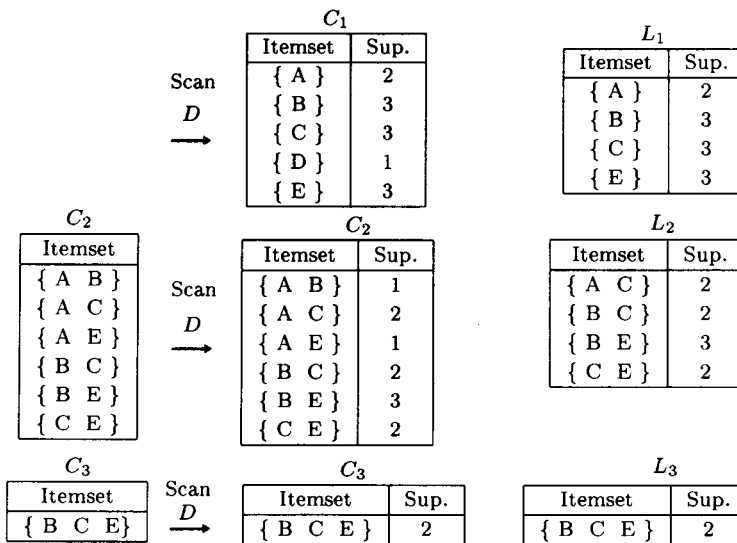 C₁
Itemset Sup.
{ A } 2
{ B } 3
{ C } 3
{ D } 1
{ E } 3
Scan
D
L₁
Itemset Sup.
{ A } 2
{ B } 3
{ C } 3
{ E } 3
C₂
Itemset
{ A B }
{ A C }
{ A E }
{ B C }
{ B E }
{ C E }
Scan
D
C₂
Itemset Sup.
{ A B } 1
{ A C } 2
{ A E } 1
{ B C } 2
{ B E } 3
{ C E } 2
L₂
Itemset Sup.
{ A C } 2
{ B C } 2
{ B E } 3
{ C E } 2
C₃
Itemset
{ B C E}
Scan
D
C₃
Itemset Sup.
{ B C E } 2
L₃
Itemset Sup.
{ B C E } 2